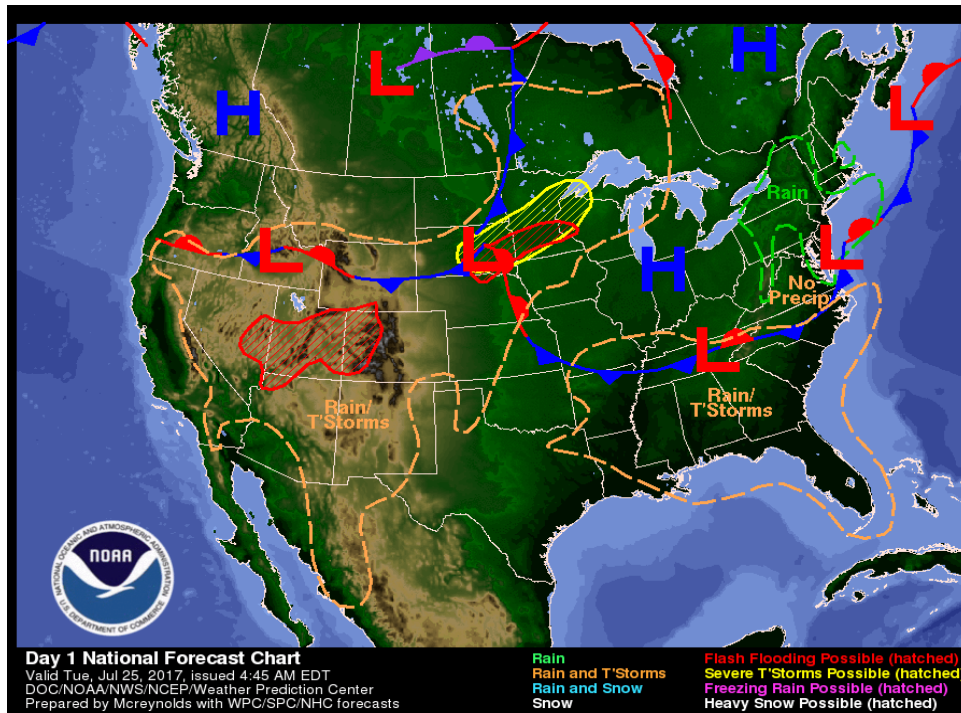 L
H
H
L
H
Rain
L
L
L
H
No
Precip
L
Rain/
T'Storms
Rain/
T'Storms
NATIONAL OCEANIC AND ATMOSPHERIC ADMINISTRATION
NOAA
U.S. DEPARTMENT OF COMMERCE
Day 1 National Forecast Chart
Valid Tue, Jul 25, 2017, issued 4:45 AM EDT
DOC/NOAA/NWS/NCEP/Weather Prediction Center
Prepared by Mcreynolds with WPC/SPC/NHC forecasts
Rain
Rain and T'Storms
Rain and Snow
Snow
Flash Flooding Possible (hatched)
Severe T'Storms Possible (hatched)
Freezing Rain Possible (hatched)
Heavy Snow Possible (hatched)